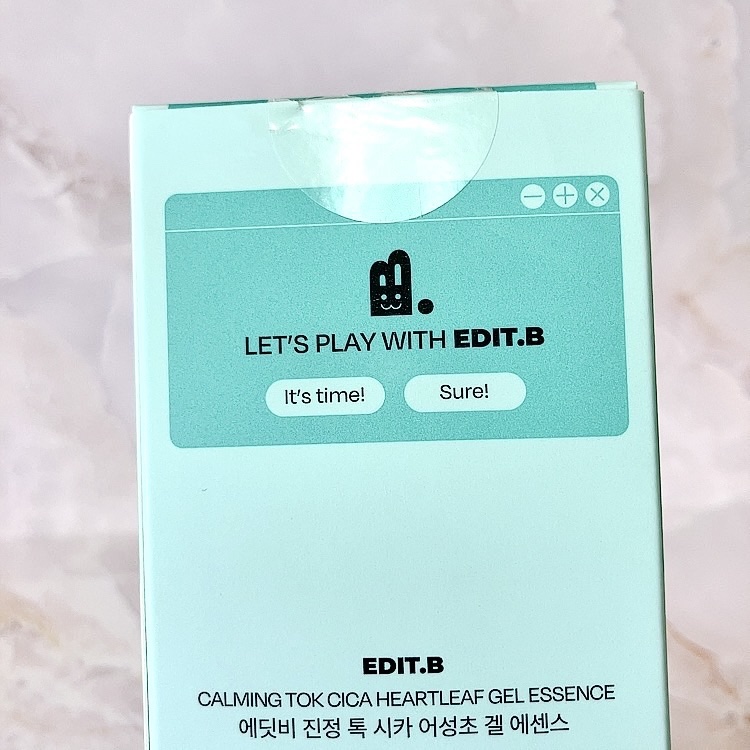 LET'S PLAY WITH EDIT.B
It's time! Sure!
EDIT.B
CALMING TOK CICA HEARTLEAF GEL ESSENCE
에딧비 진정 톡 시카 어성초 겔 에센스